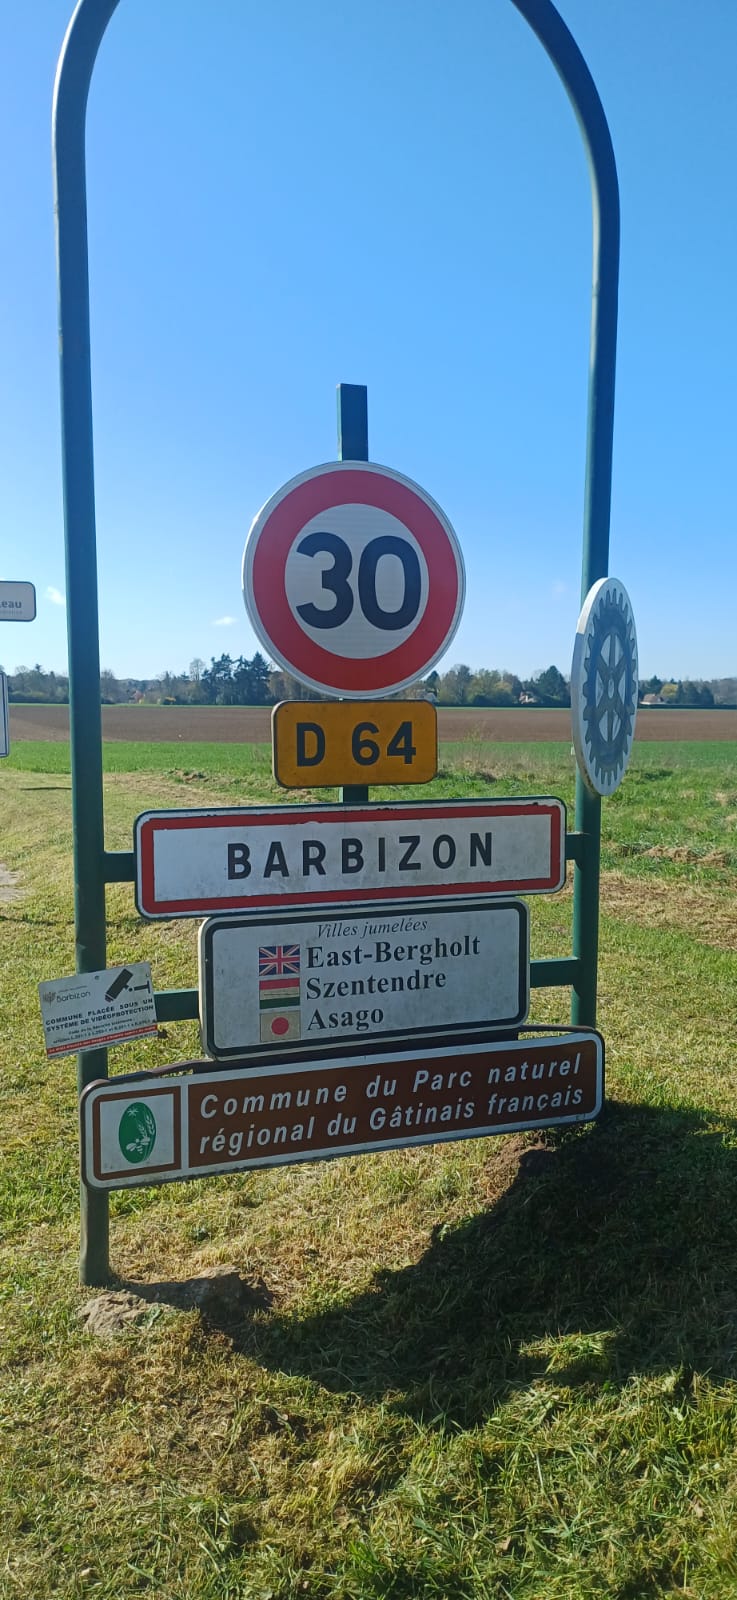 eau
30
D 64
BARBIZON
Villes jumelées
East-Bergholt
Szentendre
Asago
Barbizon
COMMUNE PLACÉE SOUS UN
SYSTÈME DE VIDÉOPROTECTION
Commune du Parc naturel
régional du Gâtinais français